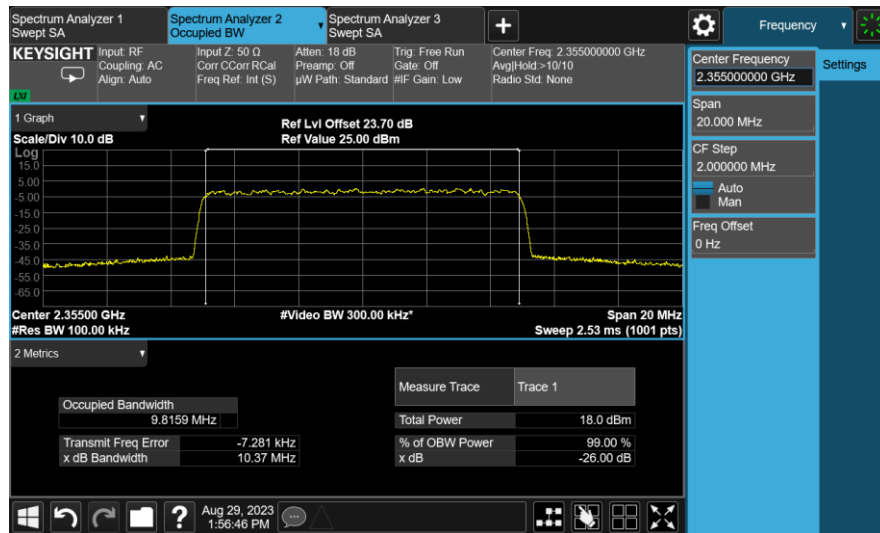 Spectrum Analyzer 1
Swept SA
Spectrum Analyzer 2
Occupied BW
Spectrum Analyzer 3
Swept SA
Frequency
KEYSIGHT
Input: RF
Coupling: AC
Align: Auto
Input Z: 50 Ω
Corr CCorr RCal
Freq Ref: Int (S)
Atten: 18 dB
Preamp: Off
µW Path: Standard
Trig: Free Run
Gate: Off
#IF Gain: Low
Center Freq: 2.355000000 GHz
Avg|Hold:>10/10
Radio Std: None
LXI
1 Graph
Scale/Div 10.0 dB
Ref Lvl Offset 23.70 dB
Ref Value 25.00 dBm
Log
15.0
5.00
-5.00
-15.0
-25.0
-35.0
-45.0
-55.0
-65.0
Center 2.35500 GHz
#Res BW 100.00 kHz
#Video BW 300.00 kHz*
Span 20 MHz
Sweep 2.53 ms (1001 pts)
2 Metrics
Measure Trace
Trace 1
Occupied Bandwidth
9.8159 MHz
Total Power
18.0 dBm
Transmit Freq Error
-7.281 kHz
% of OBW Power
99.00 %
x dB Bandwidth
10.37 MHz
x dB
-26.00 dB
Aug 29, 2023
1:56:46 PM
Center Frequency
2.355000000 GHz
Settings
Span
20.000 MHz
CF Step
2.000000 MHz
Auto
Man
Freq Offset
0 Hz